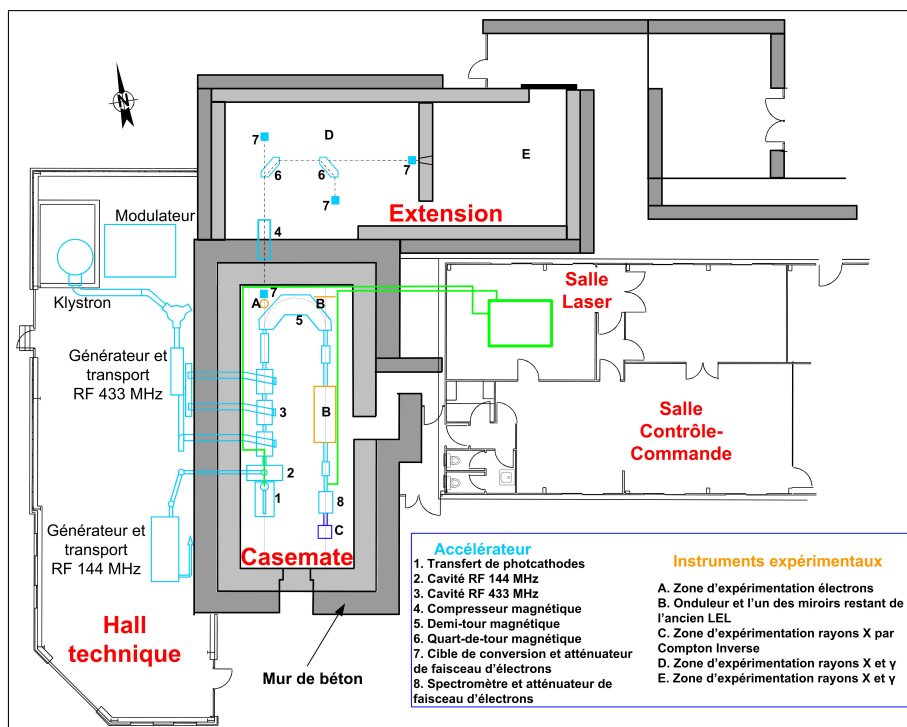 D
7
E
6
6
7
7
N
Extension
Modulateur
4
Salle
Laser
Klystron
7
A
B
5
Générateur et
transport
RF 433 MHz
3
B
Salle
Contrôle-
Commande
2
1
8
Générateur et
transport
RF 144 MHz
C
Casemate
Hall
technique
Mur de béton
Accélérateur
1. Transfert de photcathodes
2. Cavité RF 144 MHz
3. Cavité RF 433 MHz
4. Compresseur magnétique
5. Demi-tour magnétique
6. Quart-de-tour magnétique
7. Cible de conversion et atténuateur
de faisceau d'électrons
8. Spectromètre et atténuateur de
faisceau d'électrons
Instruments expérimentaux
A. Zone d'expérimentation électrons
B. Onduleur et l'un des miroirs restant de
l'ancien LEL
C. Zone d'expérimentation rayons X par
Compton Inverse
D. Zone d'expérimentation rayons X et γ
E. Zone d'expérimentation rayons X et γ